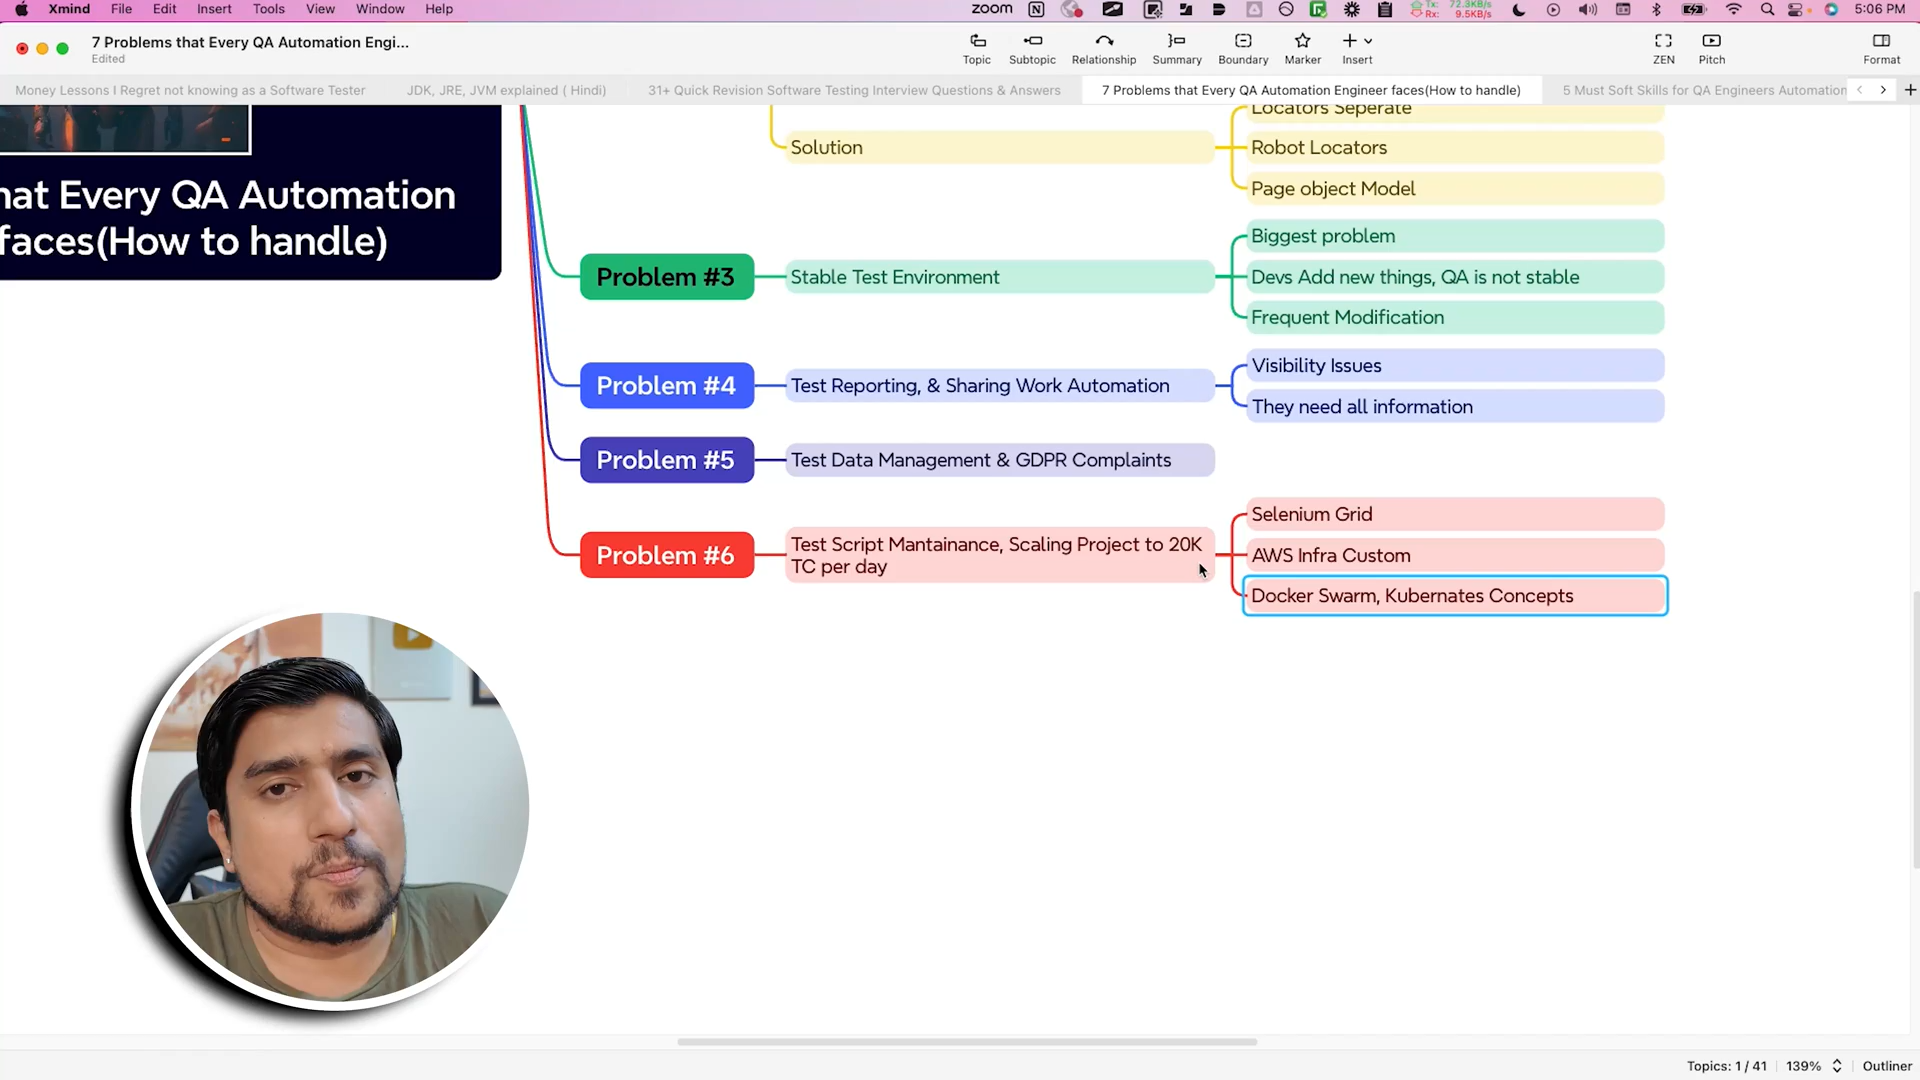 Xmind File Edit Insert Tools View Window Help
zoom Tx: 72.3KB/s Rx: 9.5KB/s 5:06 PM
7 Problems that Every QA Automation Engi...
Edited
Topic Subtopic Relationship Summary Boundary Marker Insert ZEN Pitch Format
Money Lessons I Regret not knowing as a Software Tester
JDK, JRE, JVM explained ( Hindi)
31+ Quick Revision Software Testing Interview Questions & Answers
7 Problems that Every QA Automation Engineer faces(How to handle)
5 Must Soft Skills for QA Engineers Automation
hat Every QA Automation
faces(How to handle)
Solution
Locators Seperate
Robot Locators
Page object Model
Problem #3
Stable Test Environment
Biggest problem
Devs Add new things, QA is not stable
Frequent Modification
Problem #4
Test Reporting, & Sharing Work Automation
Visibility Issues
They need all information
Problem #5
Test Data Management & GDPR Complaints
Problem #6
Test Script Mantainance, Scaling Project to 20K
TC per day
Selenium Grid
AWS Infra Custom
Docker Swarm, Kubernates Concepts
Topics: 1 / 41 139% Outliner